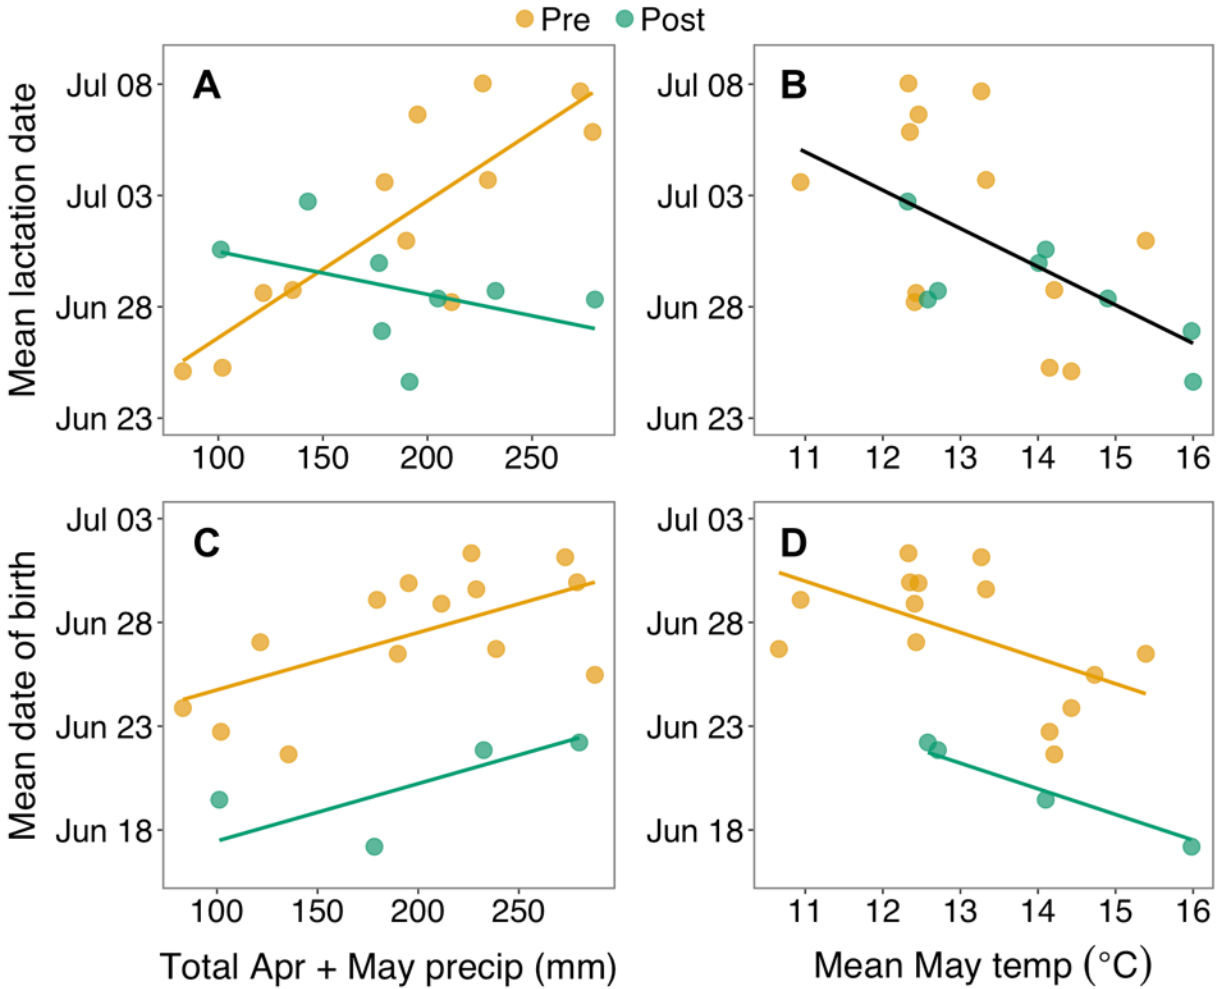 Pre Post
Mean lactation date
A
Jul 08
Jul 03
Jun 28
Jun 23
100 150 200 250
B
Jul 08
Jul 03
Jun 28
Jun 23
11 12 13 14 15 16
Mean date of birth
C
Jul 03
Jun 28
Jun 23
Jun 18
100 150 200 250
Total Apr + May precip (mm)
D
Jul 03
Jun 28
Jun 23
Jun 18
11 12 13 14 15 16
Mean May temp (°C)